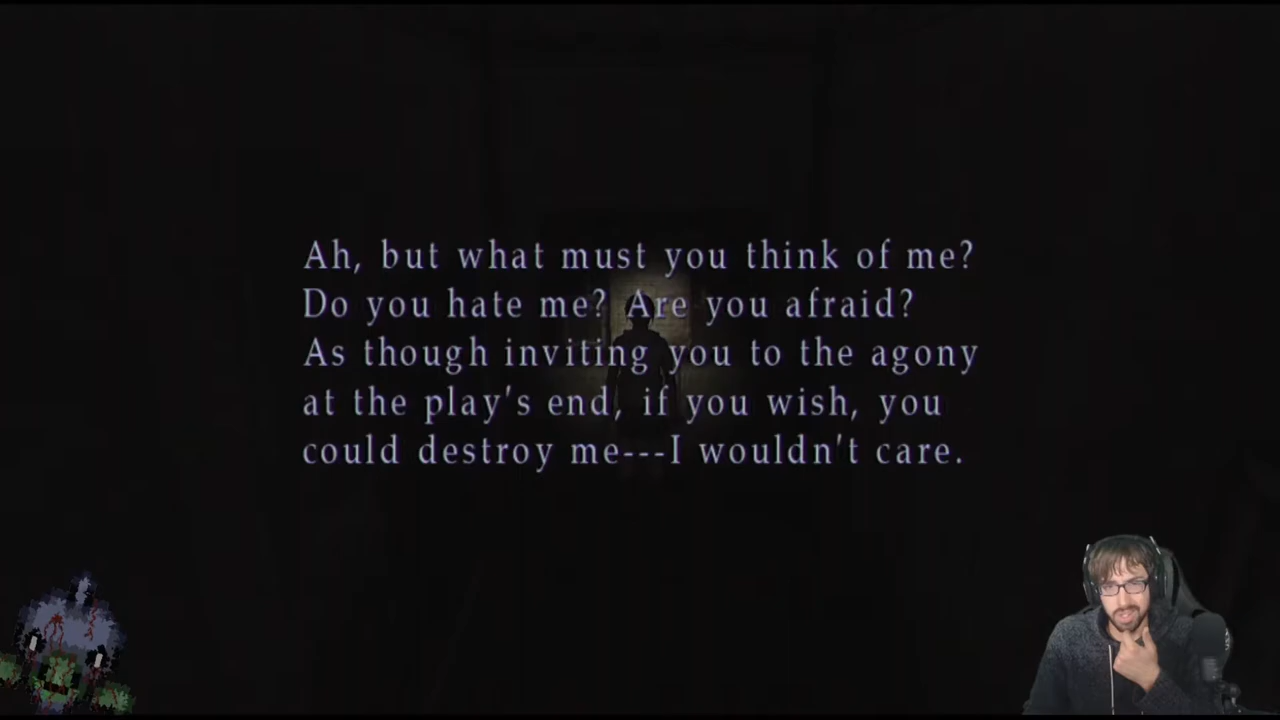 Ah, but what must you think of me?
Do you hate me? Are you afraid?
As though inviting you to the agony
at the play's end, if you wish, you
could destroy me---I wouldn't care.